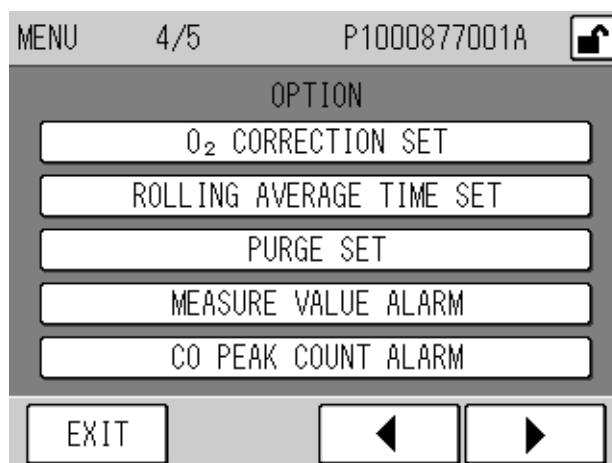 MENU 4/5 P1000877001A
OPTION
O₂ CORRECTION SET
ROLLING AVERAGE TIME SET
PURGE SET
MEASURE VALUE ALARM
CO PEAK COUNT ALARM
EXIT